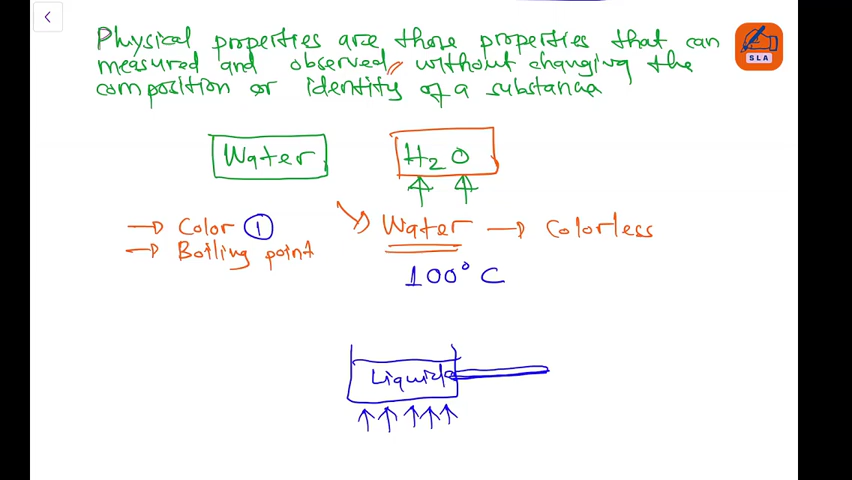 Physical properties are those properties that can
measured and observed, without changing the
composition or identity of a substance
SLA
Water H2O
→ Color 1 Water → Colorless
→ Boiling point
100° C
Liquid